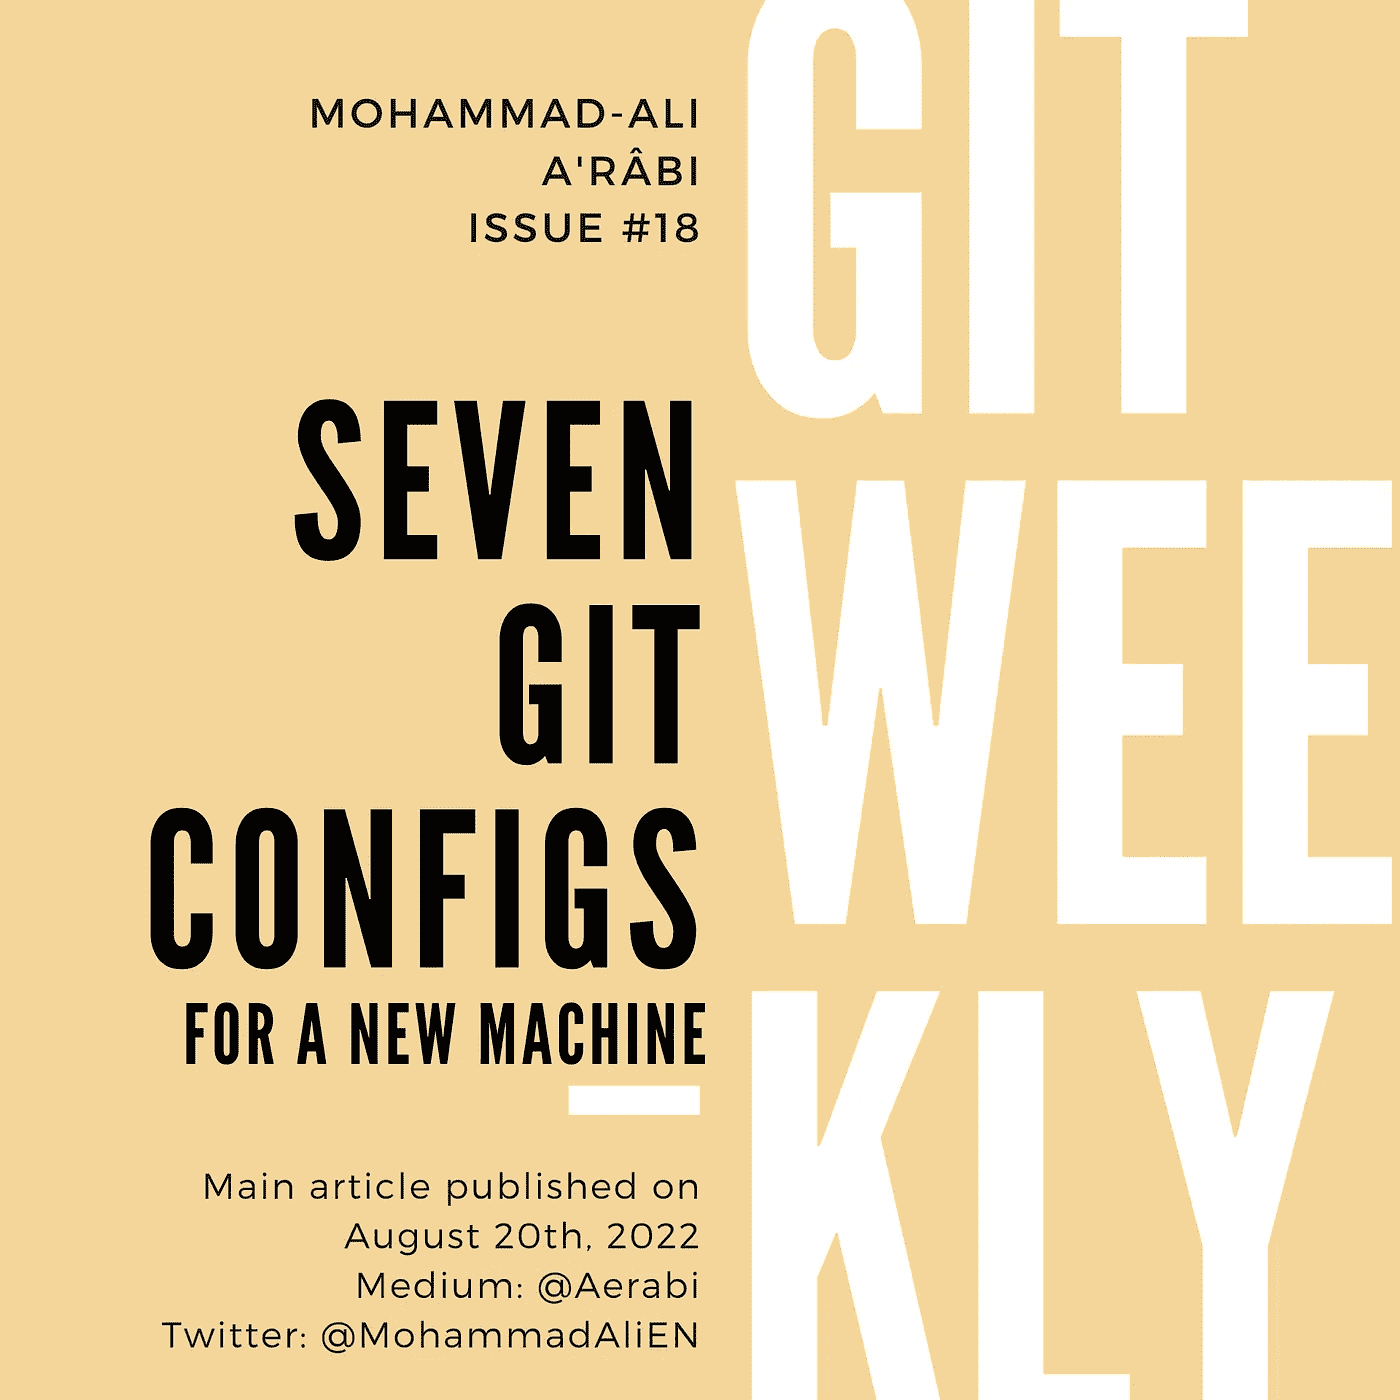 MOHAMMAD-ALI
A'RÂBI
ISSUE #18
SEVEN
GIT
CONFIGS
FOR A NEW MACHINE
Main article published on
August 20th, 2022
Medium: @Aerabi
Twitter: @MohammadAliEN
GIT
WEE
KLY